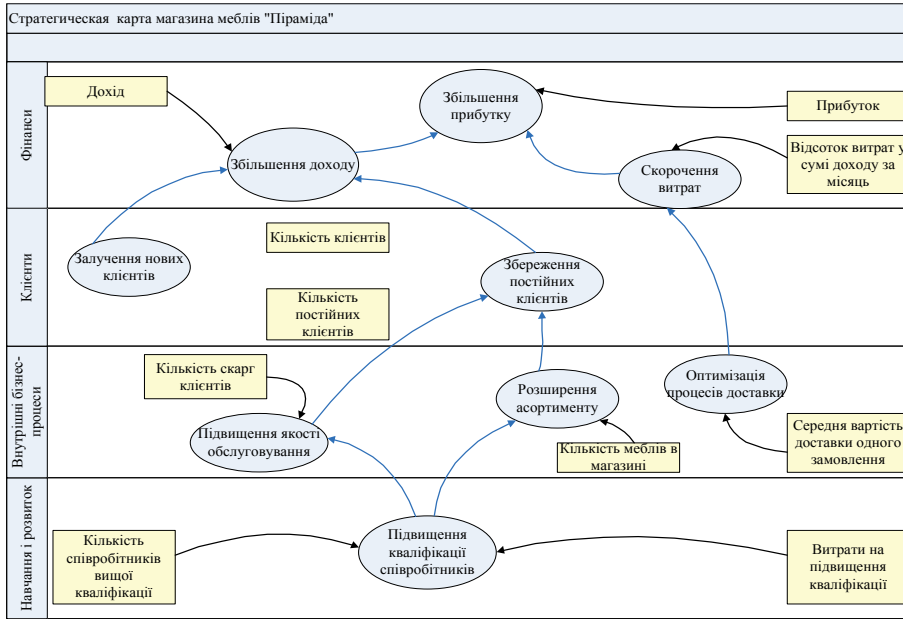 Стратегическая карта магазина меблів "Піраміда"
Фінанси
Дохід
Збільшення
прибутку
Прибуток
Збільшення доходу
Скорочення
витрат
Відсоток витрат у
сумі доходу за
місяць
Клієнти
Залучення нових
клієнтів
Кількість клієнтів
Кількість
постійних
клієнтів
Збереження
постійних
клієнтів
Внутрішні бізнес-
процеси
Кількість скарг
клієнтів
Підвищення якості
обслуговування
Розширення
асортименту
Кількість меблів в
магазині
Оптимізація
процесів доставки
Середня вартість
доставки одного
замовлення
Навчання і розвиток
Кількість
співробітників
вищої
кваліфікації
Підвищення
кваліфікації
співробітників
Витрати на
підвищення
кваліфікації